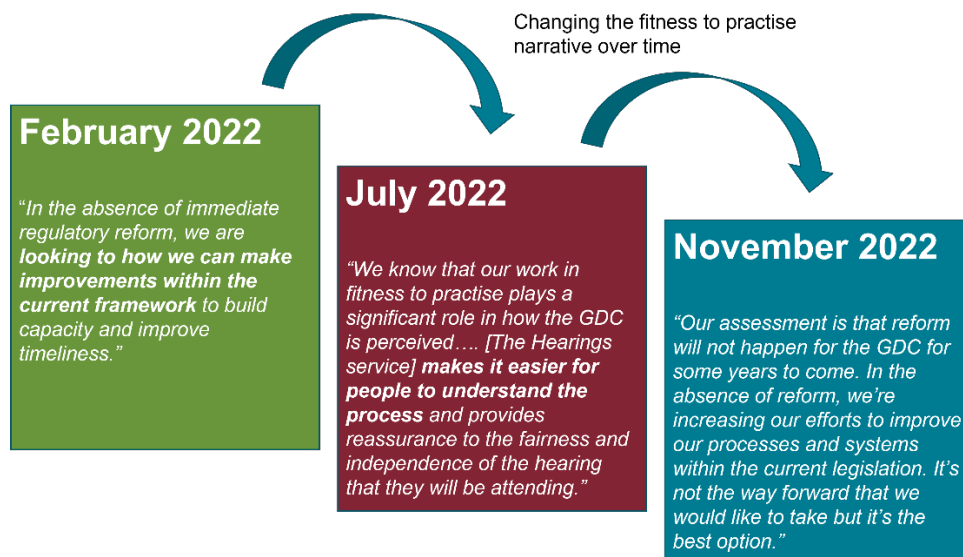 Changing the fitness to practise
narrative over time
February 2022
“In the absence of immediate
regulatory reform, we are
looking to how we can make
improvements within the
current framework to build
capacity and improve
timeliness.”
July 2022
“We know that our work in
fitness to practise plays a
significant role in how the GDC
is perceived…. [The Hearings
service] makes it easier for
people to understand the
process and provides
reassurance to the fairness and
independence of the hearing
that they will be attending.”
November 2022
“Our assessment is that reform
will not happen for the GDC for
some years to come. In the
absence of reform, we’re
increasing our efforts to improve
our processes and systems
within the current legislation. It’s
not the way forward that we
would like to take but it’s the
best option.”